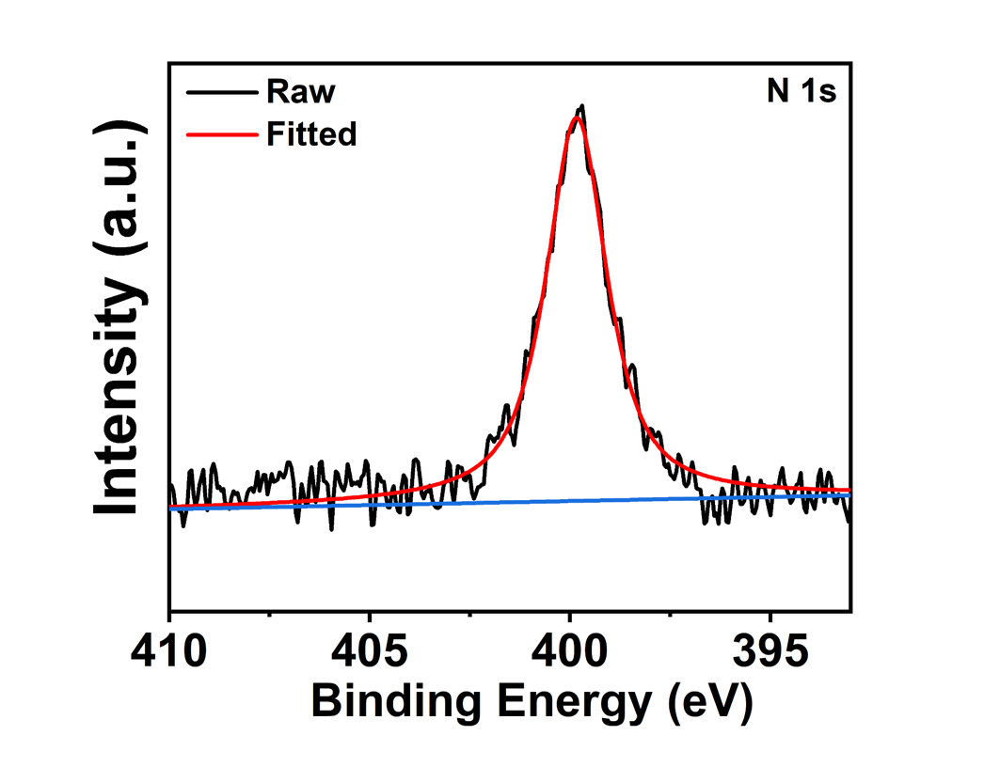 Raw
Fitted
N 1s
Intensity (a.u.)
410 405 400 395
Binding Energy (eV)